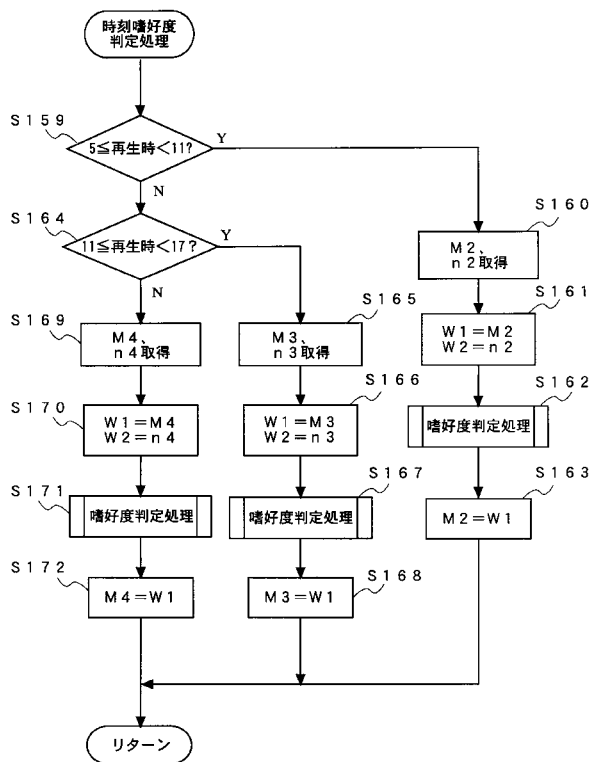 時刻嗜好度
判定処理
S159
5≦再生時<11?
Y
N
S164
11≦再生時<17?
Y
N
S160
M2、
n2取得
S161
W1=M2
W2=n2
S162
嗜好度判定処理
S163
M2=W1
S165
M3、
n3取得
S166
W1=M3
W2=n3
S167
嗜好度判定処理
S168
M3=W1
S169
M4、
n4取得
S170
W1=M4
W2=n4
S171
嗜好度判定処理
S172
M4=W1
リターン